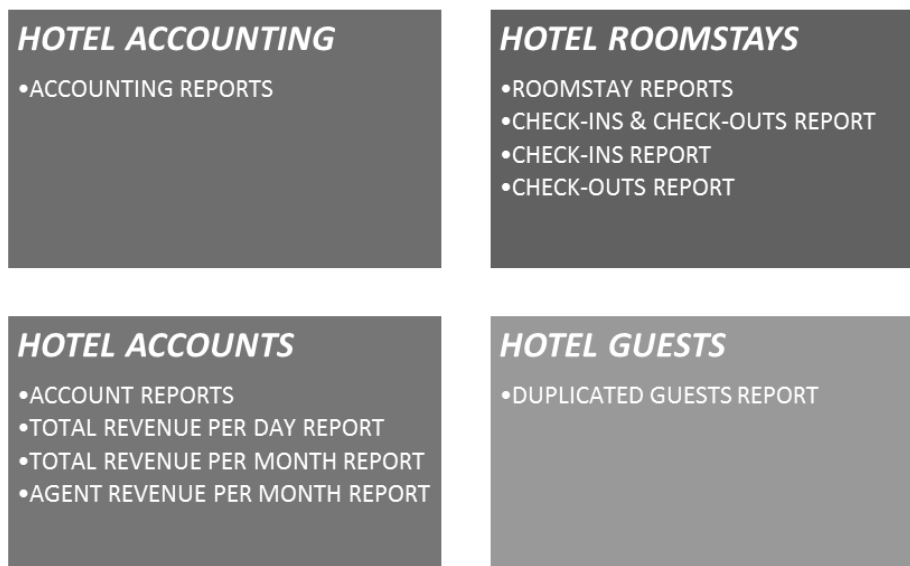 HOTEL ACCOUNTING
•ACCOUNTING REPORTS
HOTEL ROOMSTAYS
•ROOMSTAY REPORTS
•CHECK-INS & CHECK-OUTS REPORT
•CHECK-INS REPORT
•CHECK-OUTS REPORT
HOTEL ACCOUNTS
•ACCOUNT REPORTS
•TOTAL REVENUE PER DAY REPORT
•TOTAL REVENUE PER MONTH REPORT
•AGENT REVENUE PER MONTH REPORT
HOTEL GUESTS
•DUPLICATED GUESTS REPORT